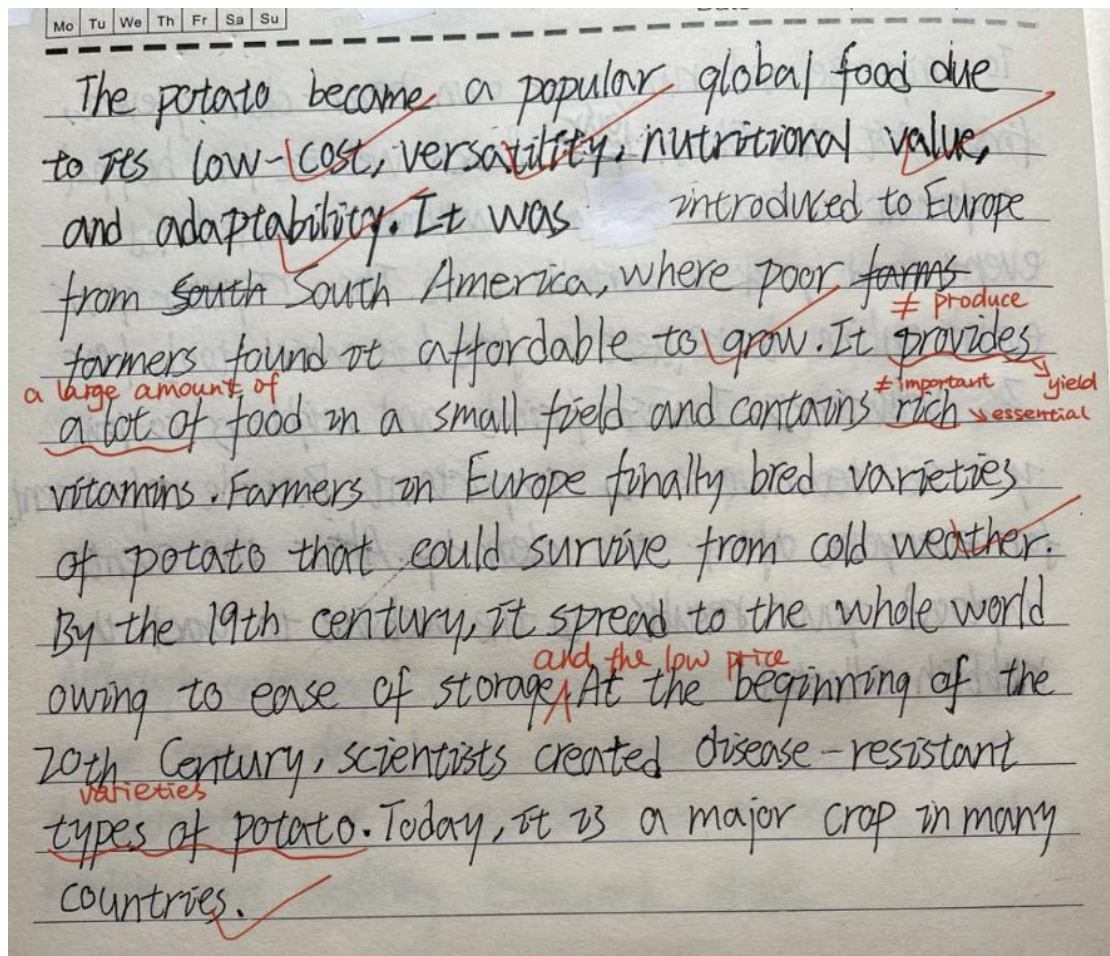 Mo Tu We Th Fr Sa Su
The potato became a popular global food due
to its low-cost, versatility, nutritional value,
and adaptability. It was introduced to Europe
from South South America, where poor farms
≠ produce
farmers found it affordable to grow. It provides
a large amount of ≠ important yield
a lot of food in a small field and contains rich essential
vitamins. Farmers in Europe finally bred varieties
of potato that could survive from cold weather.
By the 19th century, it spread to the whole world
and the low price
owing to ease of storage. At the beginning of the
20th Century, scientists created disease-resistant
varieties
types of potato. Today, it is a major crop in many
countries.